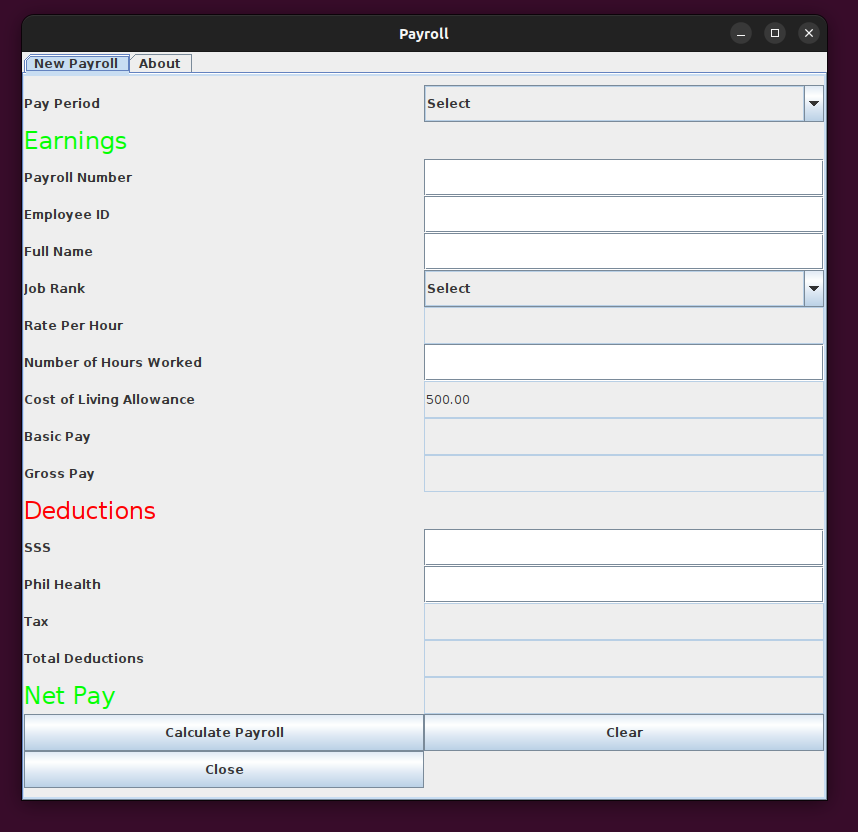 Payroll
New Payroll About
Pay Period Select
Earnings
Payroll Number
Employee ID
Full Name
Job Rank Select
Rate Per Hour
Number of Hours Worked
Cost of Living Allowance 500.00
Basic Pay
Gross Pay
Deductions
SSS
Phil Health
Tax
Total Deductions
Net Pay
Calculate Payroll Clear
Close